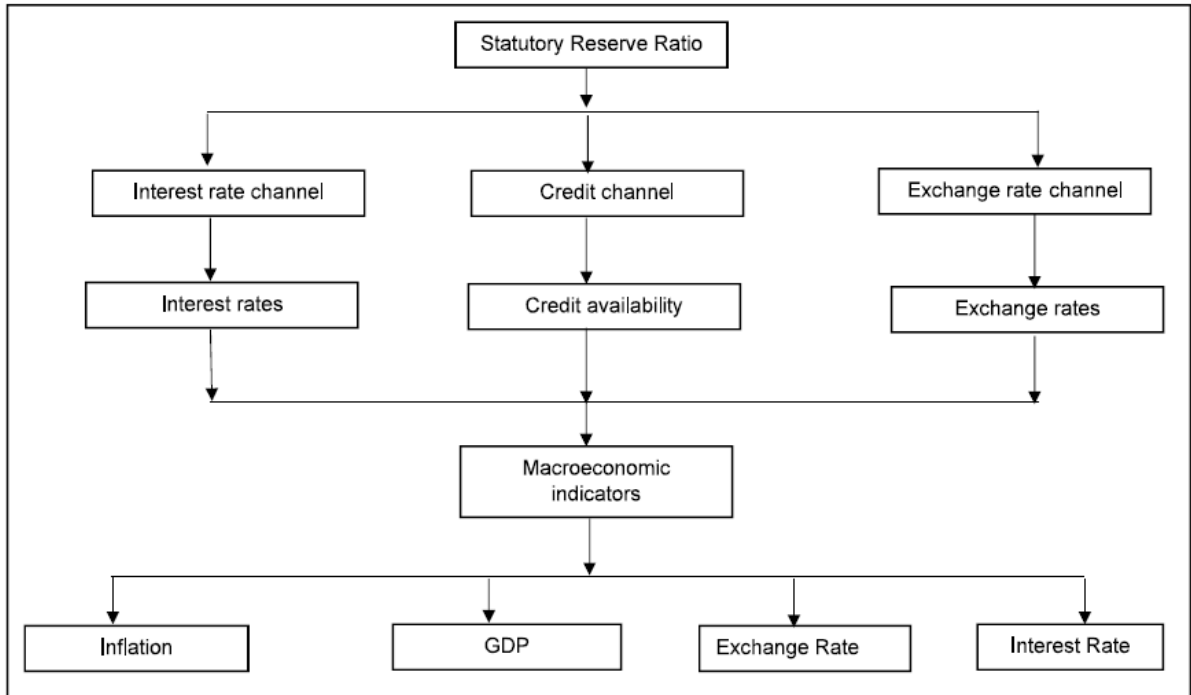 Statutory Reserve Ratio
Interest rate channel
Credit channel
Exchange rate channel
Interest rates
Credit availability
Exchange rates
Macroeconomic
indicators
Inflation
GDP
Exchange Rate
Interest Rate